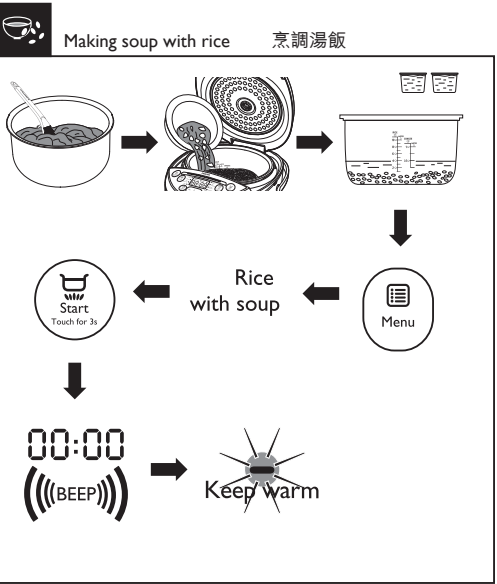 Making soup with rice 烹調湯飯
Rice
with soup
Menu
Start
Touch for 3s
00:00
BEEP
Keep warm